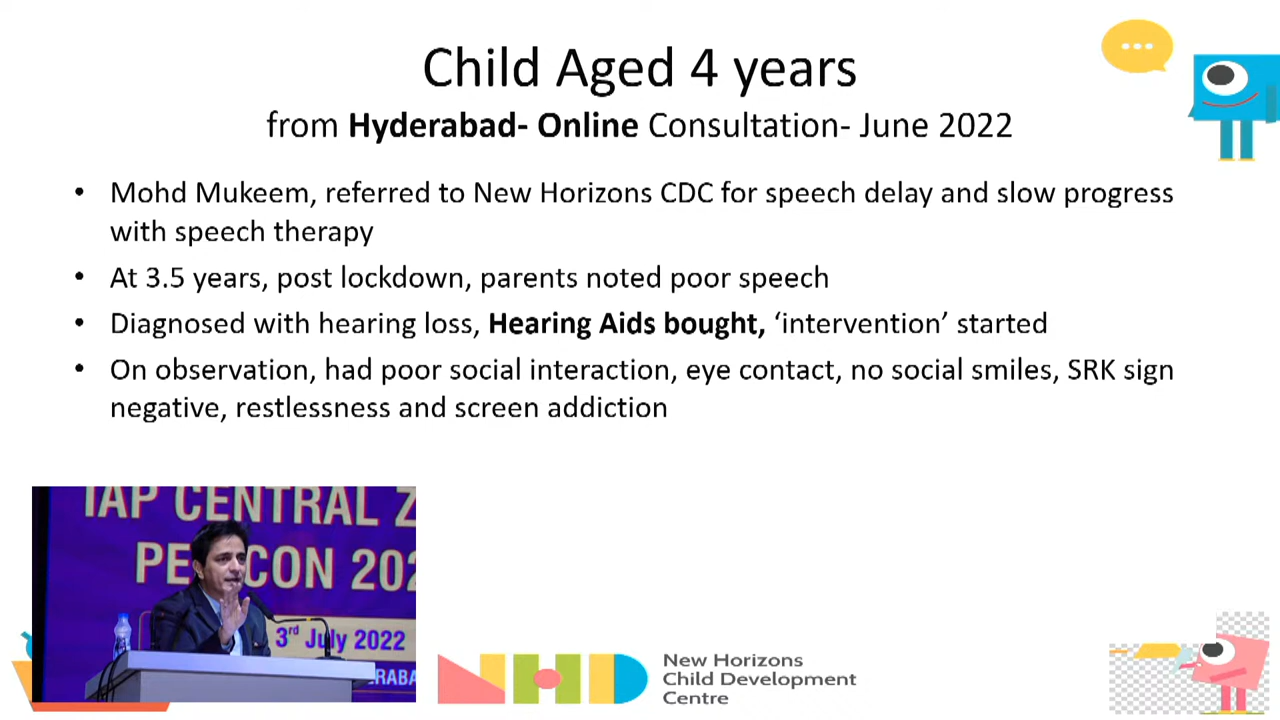 Child Aged 4 years
from Hyderabad- Online Consultation- June 2022
• Mohd Mukeem, referred to New Horizons CDC for speech delay and slow progress
with speech therapy
• At 3.5 years, post lockdown, parents noted poor speech
• Diagnosed with hearing loss, Hearing Aids bought, ‘intervention’ started
• On observation, had poor social interaction, eye contact, no social smiles, SRK sign
negative, restlessness and screen addiction
IAP CENTRAL Z
3rd July 2022
NHD
New Horizons
Child Development
Centre